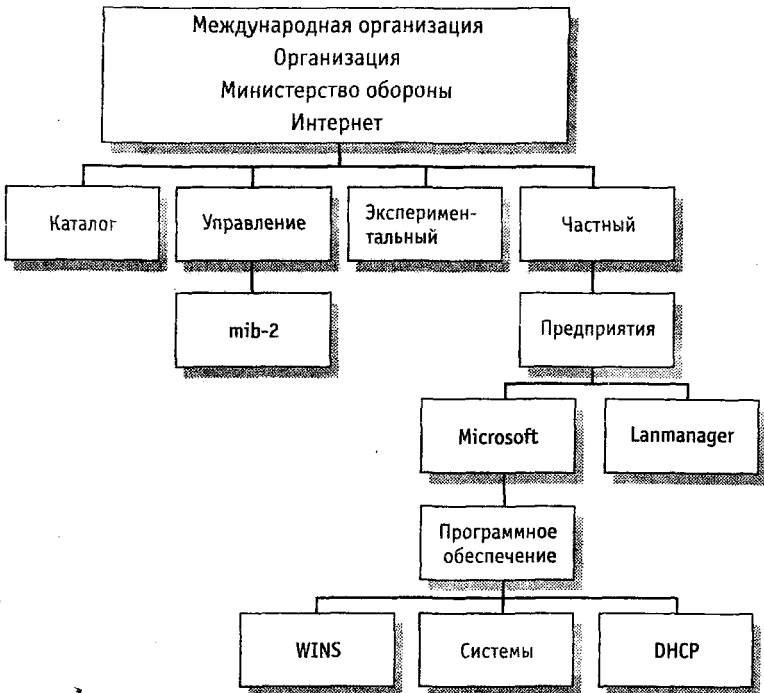 Международная организация
Организация
Министерство обороны
Интернет
Каталог
Управление
Эксперимен-
тальный
Частный
mib-2
Предприятия
Microsoft
Lanmanager
Программное
обеспечение
WINS
Системы
DHCP